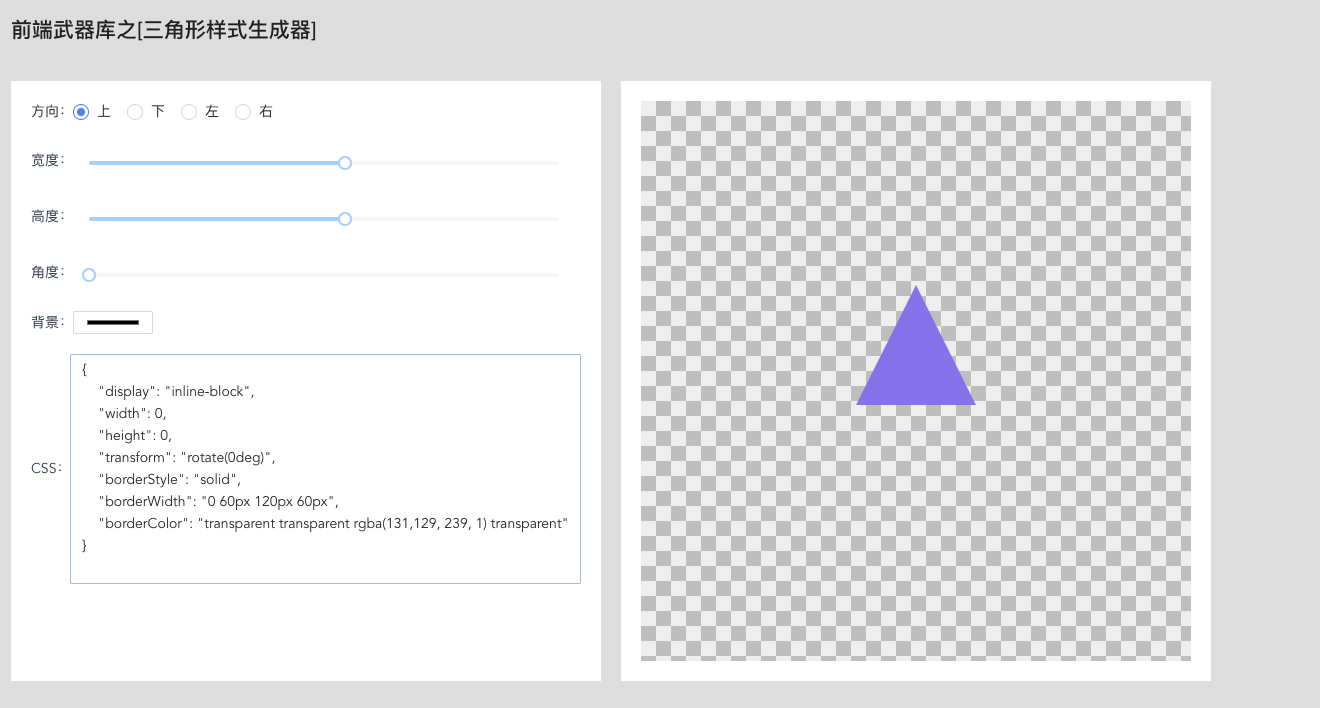 前端武器库之[三角形样式生成器]
方向： 上 下 左 右
宽度：
高度：
角度：
背景：
CSS：
{
"display": "inline-block",
"width": 0,
"height": 0,
"transform": "rotate(0deg)",
"borderStyle": "solid",
"borderWidth": "0 60px 120px 60px",
"borderColor": "transparent transparent rgba(131,129, 239, 1) transparent"
}